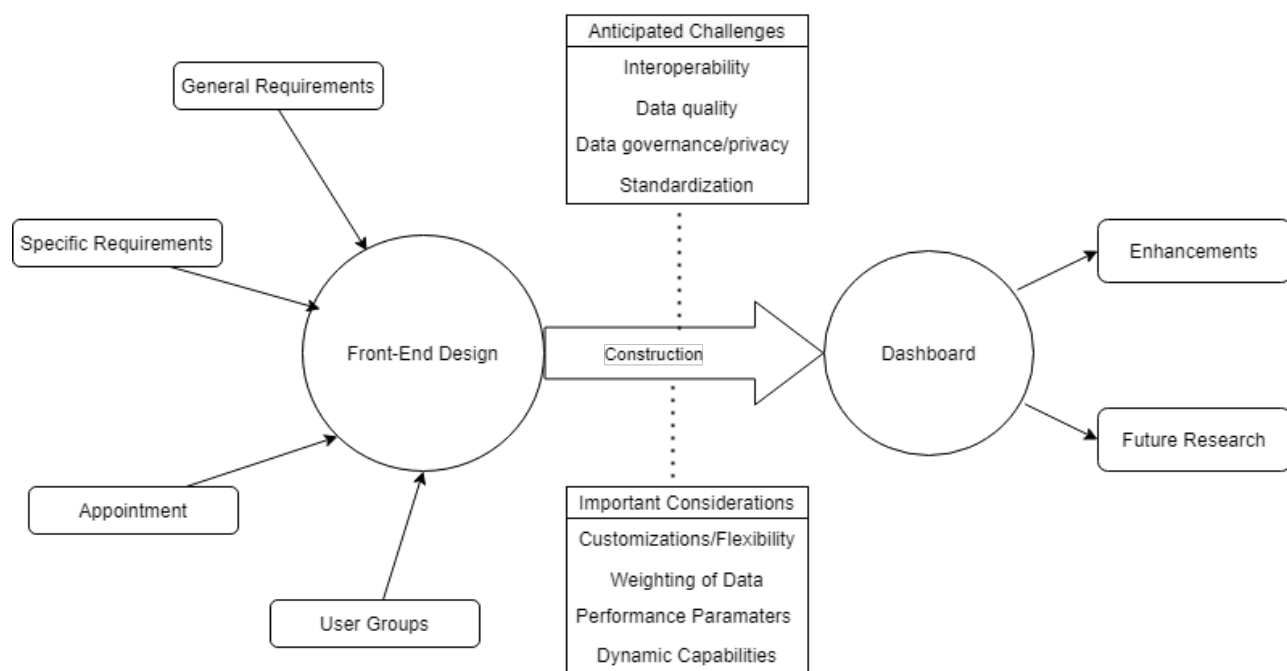 General Requirements
Specific Requirements
Appointment
User Groups
Front-End Design
Anticipated Challenges
Interoperability
Data quality
Data governance/privacy
Standardization
Construction
Important Considerations
Customizations/Flexibility
Weighting of Data
Performance Paramaters
Dynamic Capabilities
Dashboard
Enhancements
Future Research